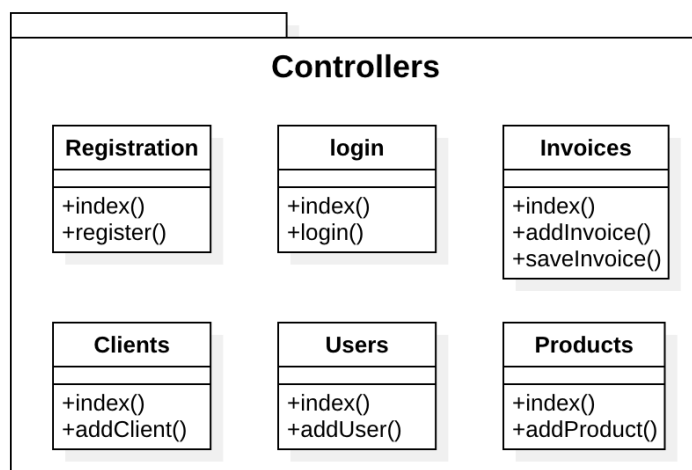 Controllers
Registration
+index()
+register()
login
+index()
+login()
Invoices
+index()
+addInvoice()
+saveInvoice()
Clients
+index()
+addClient()
Users
+index()
+addUser()
Products
+index()
+addProduct()